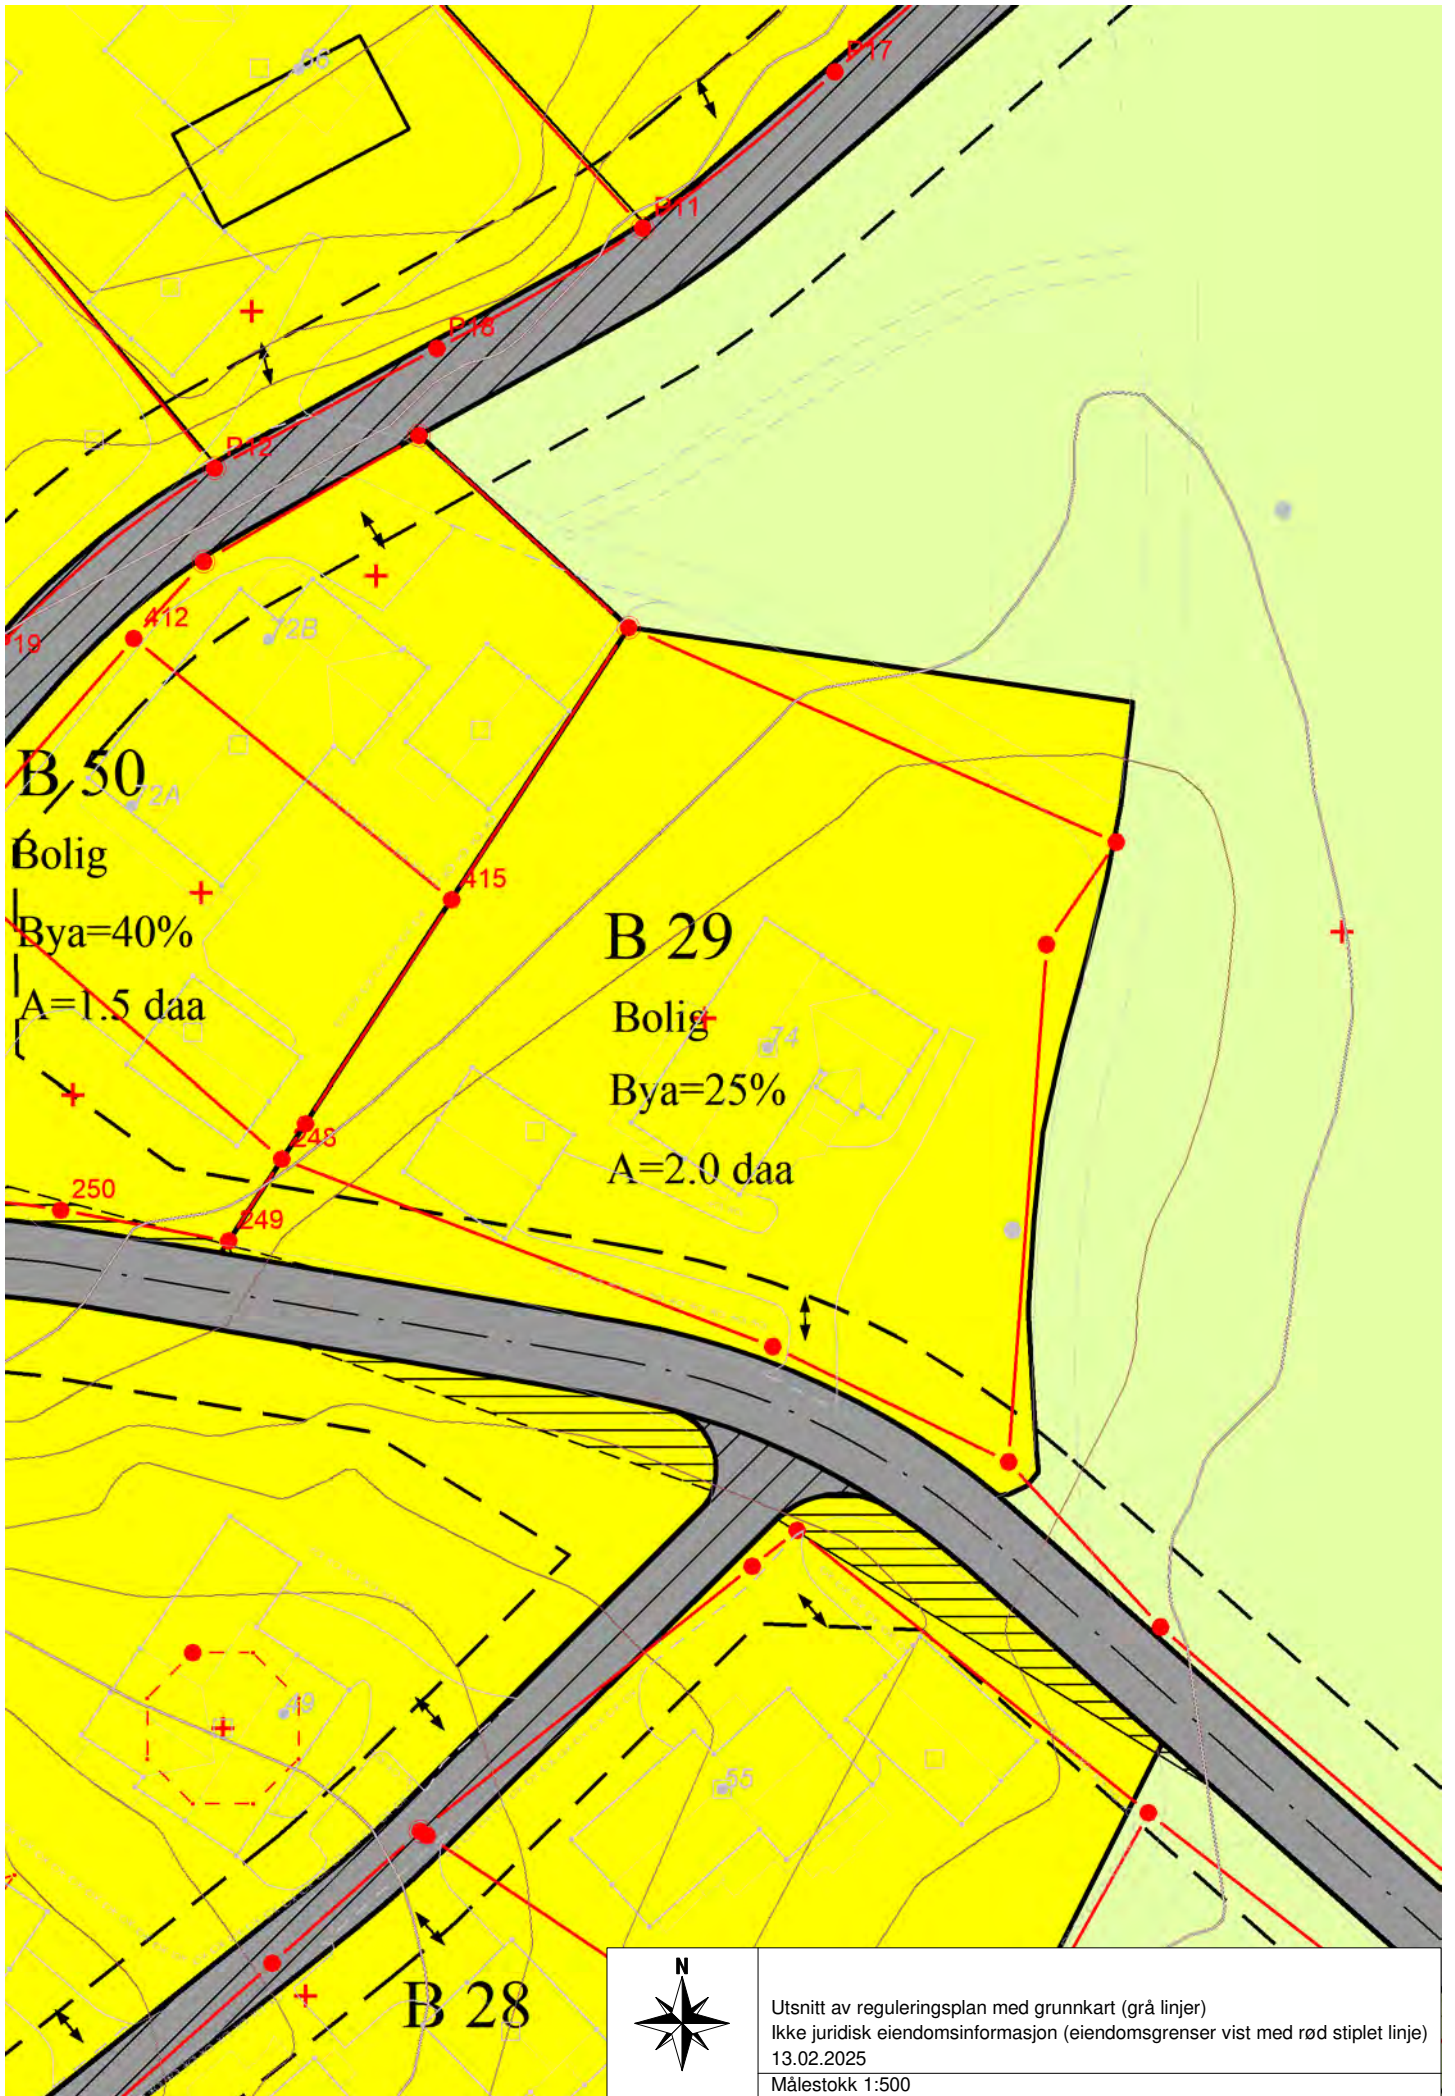 66
P17
P11
P18
P12
412
72B
19
B 50
72A
Bolig
415
Bya=40%
B 29
A=1.5 daa
Bolig
74
Bya=25%
248
A=2.0 daa
250
249
49
55
B 28
N
Utsnitt av reguleringsplan med grunnkart (grå linjer)
Ikke juridisk eiendomsinformasjon (eiendomsgrenser vist med rød stiplet linje)
13.02.2025
Målestokk 1:500